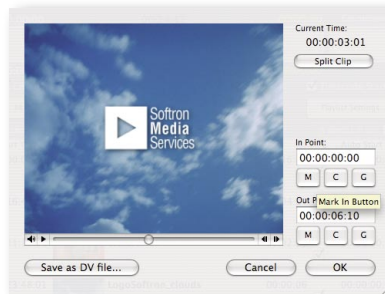 Current Time:
00:00:03:01
Split Clip
Softron
Media
Services
In Point:
00:00:00:00
M C G
Out P
Mark In Button
00:00:06:10
M C G
Save as DV file...
Cancel
OK